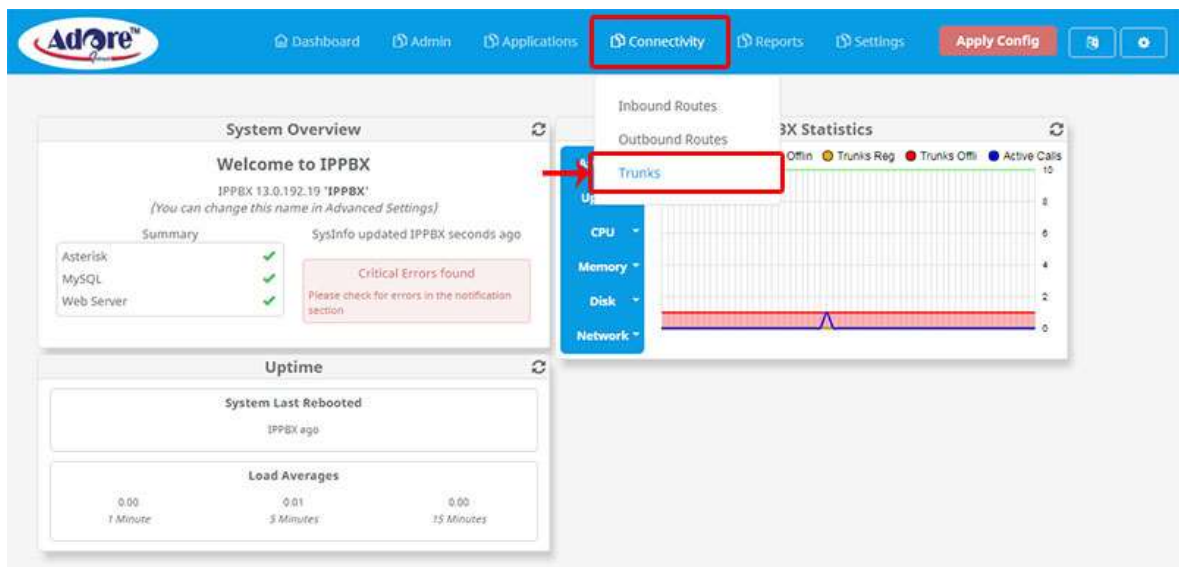 Adore™
Dashboard
Admin
Applications
Connectivity
Reports
Settings
Apply Config
Inbound Routes
Outbound Routes
Trunks
System Overview
Welcome to IPPBX
IPPBX 13.0.192.19 'IPPBX'
(You can change this name in Advanced Settings)
Summary
Asterisk
MySQL
Web Server
SysInfo updated IPPBX seconds ago
Critical Errors found
Please check for errors in the notification
section
Statistics
Offlin
Trunks Reg
Trunks Offli
Active Calls
CPU
Memory
Disk
Network
10
8
6
4
2
0
Uptime
System Last Rebooted
IPPBX ago
Load Averages
0.00 0.01 0.00
1 Minute 5 Minutes 15 Minutes